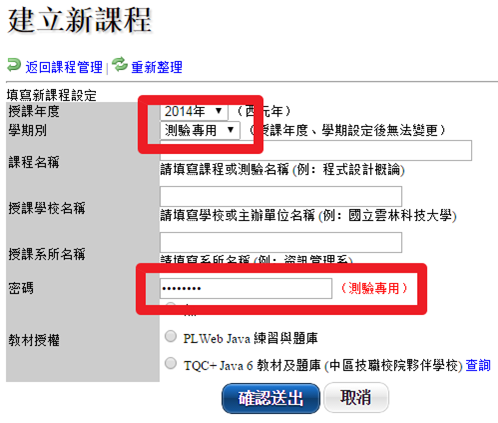 建立新課程
返回課程管理 | 重新整理
填寫新課程設定
授課年度 2014年 （西元年）
學期別 測驗專用 （授課年度、學期設定後無法變更）
課程名稱
請填寫課程或測驗名稱 (例：程式設計概論)
授課學校名稱
請填寫學校或主辦單位名稱 (例：國立雲林科技大學)
授課系所名稱
請填寫系所名稱 (例：資訊管理系)
密碼 •••••••• （測驗專用）
教材授權
PLWeb Java 練習與題庫
TQC+ Java 6 教材及題庫 (中區技職校院夥伴學校) 查詢
確認送出 取消